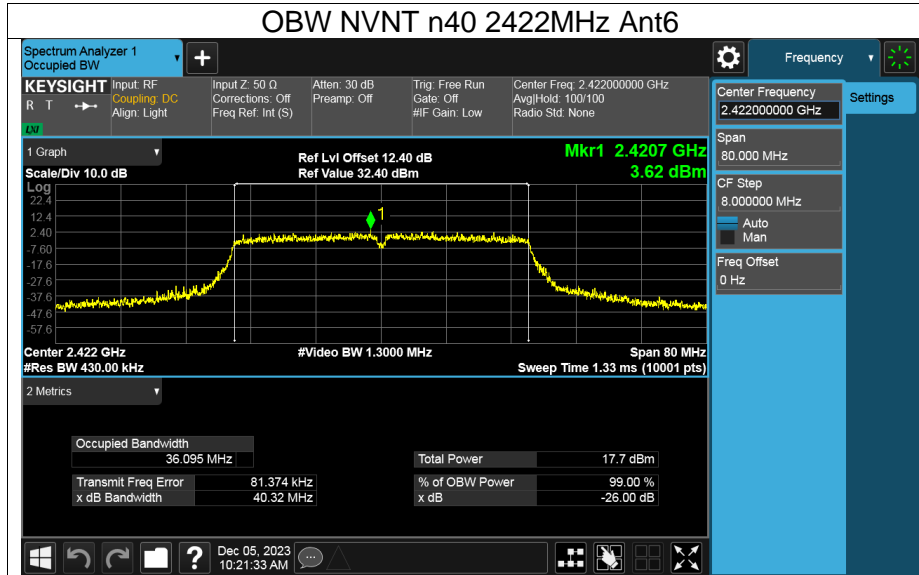 OBW NVNT n40 2422MHz Ant6
Spectrum Analyzer 1
Occupied BW
+
Frequency
KEYSIGHT
R T
LXI
Input: RF
Coupling: DC
Align: Light
Input Z: 50 Ω
Corrections: Off
Freq Ref: Int (S)
Atten: 30 dB
Preamp: Off
Trig: Free Run
Gate: Off
#IF Gain: Low
Center Freq: 2.422000000 GHz
Avg|Hold: 100/100
Radio Std: None
Center Frequency
2.422000000 GHz
Settings
Span
80.000 MHz
CF Step
8.000000 MHz
Auto
Man
Freq Offset
0 Hz
1 Graph
Scale/Div 10.0 dB
Ref Lvl Offset 12.40 dB
Ref Value 32.40 dBm
Mkr1 2.4207 GHz
3.62 dBm
Log
22.4
12.4
2.40
-7.60
-17.6
-27.6
-37.6
-47.6
-57.6
1
Center 2.422 GHz
#Res BW 430.00 kHz
#Video BW 1.3000 MHz
Span 80 MHz
Sweep Time 1.33 ms (10001 pts)
2 Metrics
Occupied Bandwidth
36.095 MHz
Transmit Freq Error 81.374 kHz
x dB Bandwidth 40.32 MHz
Total Power 17.7 dBm
% of OBW Power 99.00 %
x dB -26.00 dB
?
Dec 05, 2023
10:21:33 AM